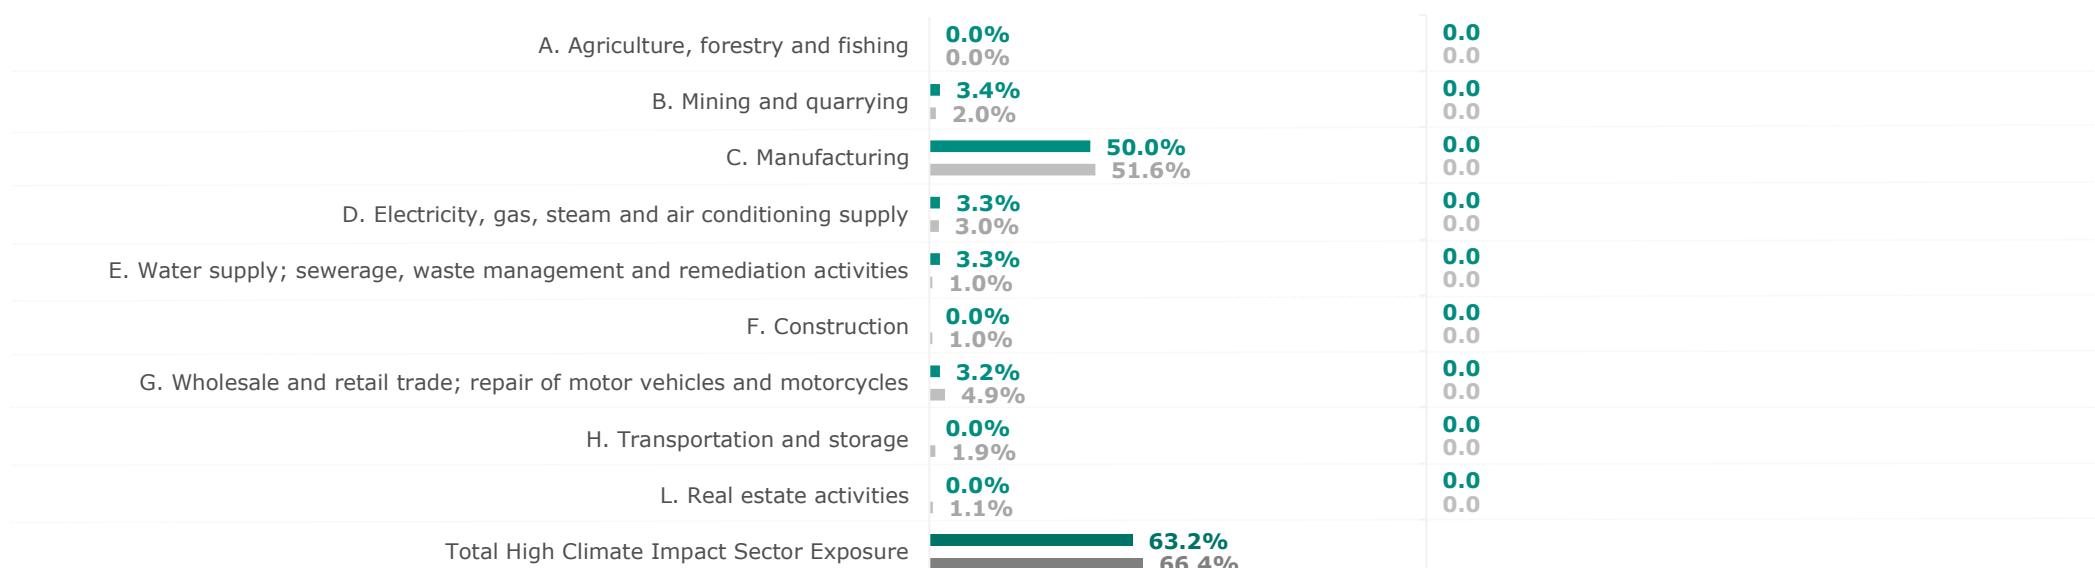 A. Agriculture, forestry and fishing 0.0% 0.0
0.0% 0.0
B. Mining and quarrying 3.4% 0.0
2.0% 0.0
C. Manufacturing 50.0% 0.0
51.6% 0.0
D. Electricity, gas, steam and air conditioning supply 3.3% 0.0
3.0% 0.0
E. Water supply; sewerage, waste management and remediation activities 3.3% 0.0
1.0% 0.0
F. Construction 0.0% 0.0
1.0% 0.0
G. Wholesale and retail trade; repair of motor vehicles and motorcycles 3.2% 0.0
4.9% 0.0
H. Transportation and storage 0.0% 0.0
1.9% 0.0
L. Real estate activities 0.0% 0.0
1.1% 0.0
Total High Climate Impact Sector Exposure 63.2%
66.4%